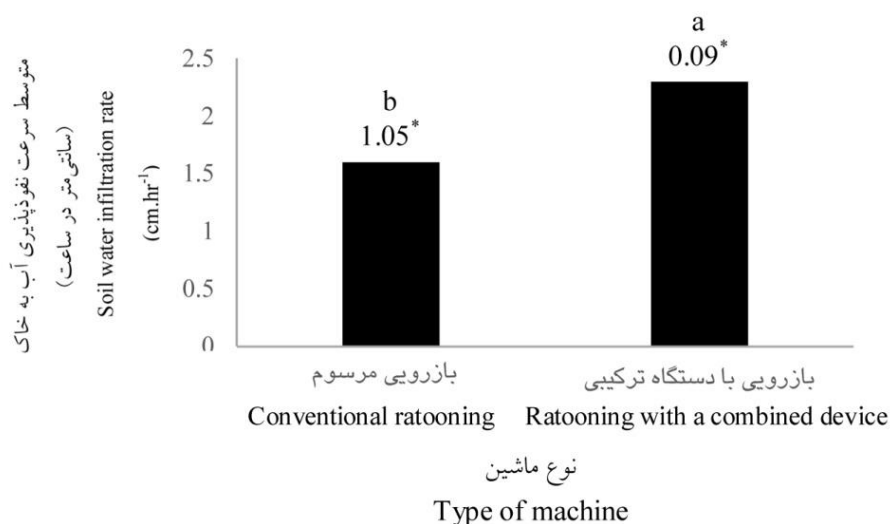 متوسط سرعت نفوذپذیری آب به خاک
(سانتی‌متر در ساعت)
Soil water infiltration rate
(cm.hr⁻¹)
2.5
2
1.5
1
0.5
0
b
1.05*
a
0.09*
بازرویی مرسوم
بازرویی با دستگاه ترکیبی
Conventional ratooning
Ratooning with a combined device
نوع ماشین
Type of machine